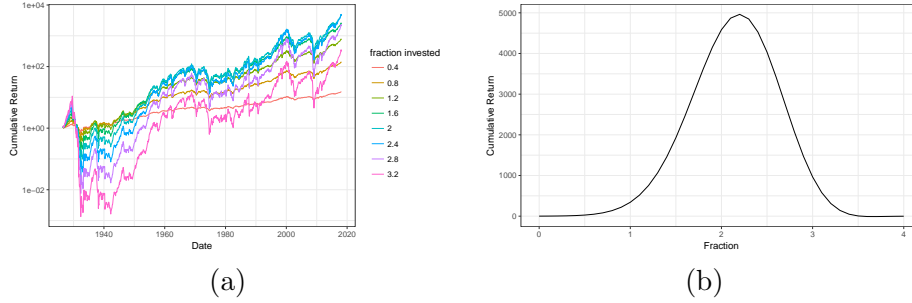 1e+04
1e+02
1e+00
1e−02
Cumulative Return
1940
1960
1980
2000
2020
Date
fraction invested
0.4
0.8
1.2
1.6
2
2.4
2.8
3.2
(a)
5000
4000
3000
2000
1000
0
Cumulative Return
0
1
2
3
4
Fraction
(b)